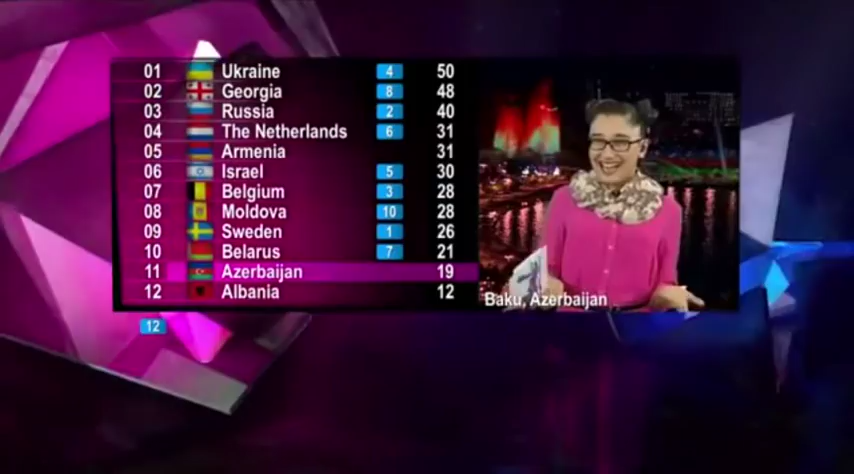 01 Ukraine 4 50
02 Georgia 8 48
03 Russia 2 40
04 The Netherlands 6 31
05 Armenia 31
06 Israel 5 30
07 Belgium 3 28
08 Moldova 10 28
09 Sweden 1 26
10 Belarus 7 21
11 Azerbaijan 19
12 Albania 12
Baku, Azerbaijan
12